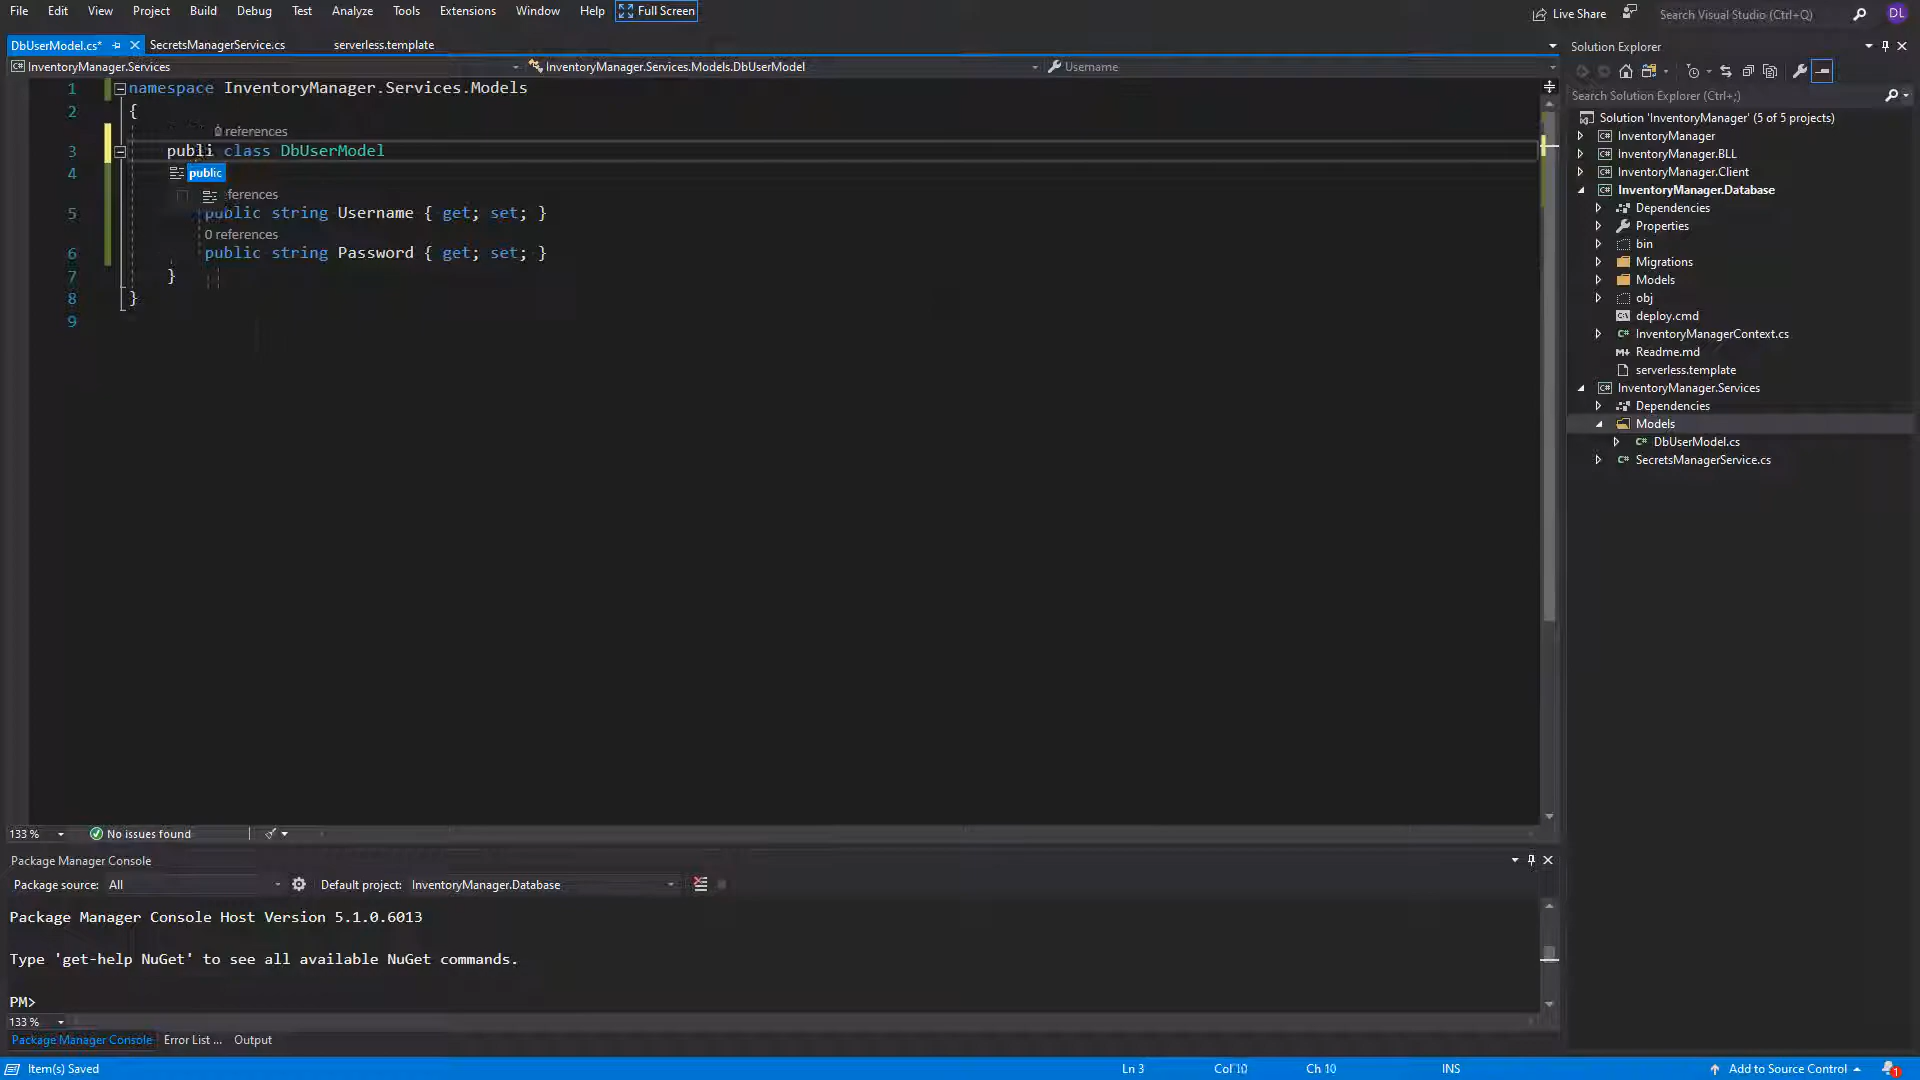 File Edit View Project Build Debug Test Analyze Tools Extensions Window Help Full Screen Live Share Search Visual Studio (Ctrl+Q) DL
DbUserModel.cs* SecretsManagerService.cs serverless.template
InventoryManager.Services InventoryManager.Services.Models.DbUserModel Username
1 namespace InventoryManager.Services.Models
2 {
0 references
3 publi class DbUserModel
4 public
ferences
5 public string Username { get; set; }
0 references
6 public string Password { get; set; }
7 }
8 }
9
133 % No issues found
Package Manager Console
Package source: All Default project: InventoryManager.Database
Package Manager Console Host Version 5.1.0.6013
Type 'get-help NuGet' to see all available NuGet commands.
PM>
133 %
Package Manager Console Error List ... Output
Solution Explorer
Search Solution Explorer (Ctrl+;)
Solution 'InventoryManager' (5 of 5 projects)
C# InventoryManager
C# InventoryManager.BLL
C# InventoryManager.Client
C# InventoryManager.Database
Dependencies
Properties
bin
Migrations
Models
obj
deploy.cmd
C# InventoryManagerContext.cs
Readme.md
serverless.template
C# InventoryManager.Services
Dependencies
Models
C# DbUserModel.cs
C# SecretsManagerService.cs
Item(s) Saved Ln 3 Col 10 Ch 10 INS Add to Source Control 1